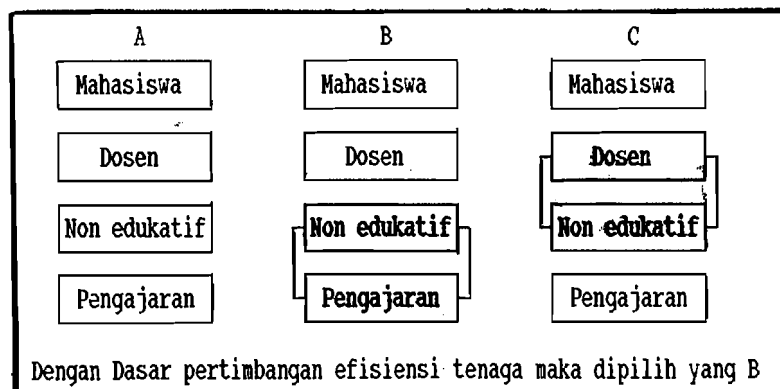 A B C
Mahasiswa Mahasiswa Mahasiswa
Dosen Dosen Dosen
Non edukatif Non edukatif Non edukatif
Pengajaran Pengajaran Pengajaran
Dengan Dasar pertimbangan efisiensi tenaga maka dipilih yang B